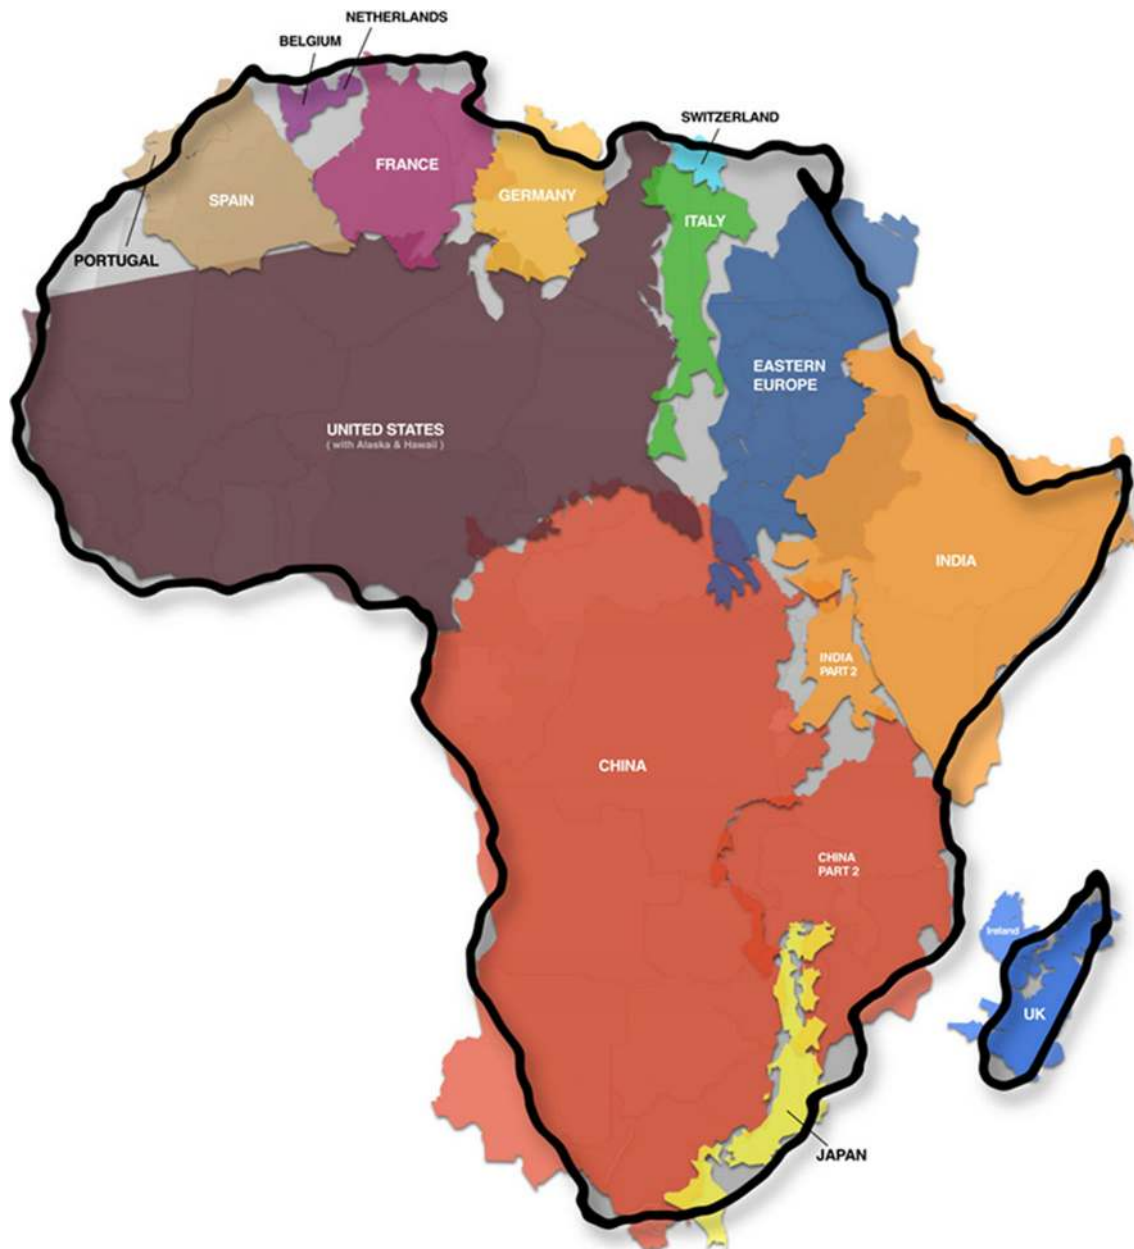 NETHERLANDS
BELGIUM
SWITZERLAND
FRANCE
GERMANY
SPAIN
ITALY
PORTUGAL
EASTERN
EUROPE
UNITED STATES
( with Alaska & Hawaii )
INDIA
INDIA
PART 2
CHINA
CHINA
PART 2
Ireland
UK
JAPAN